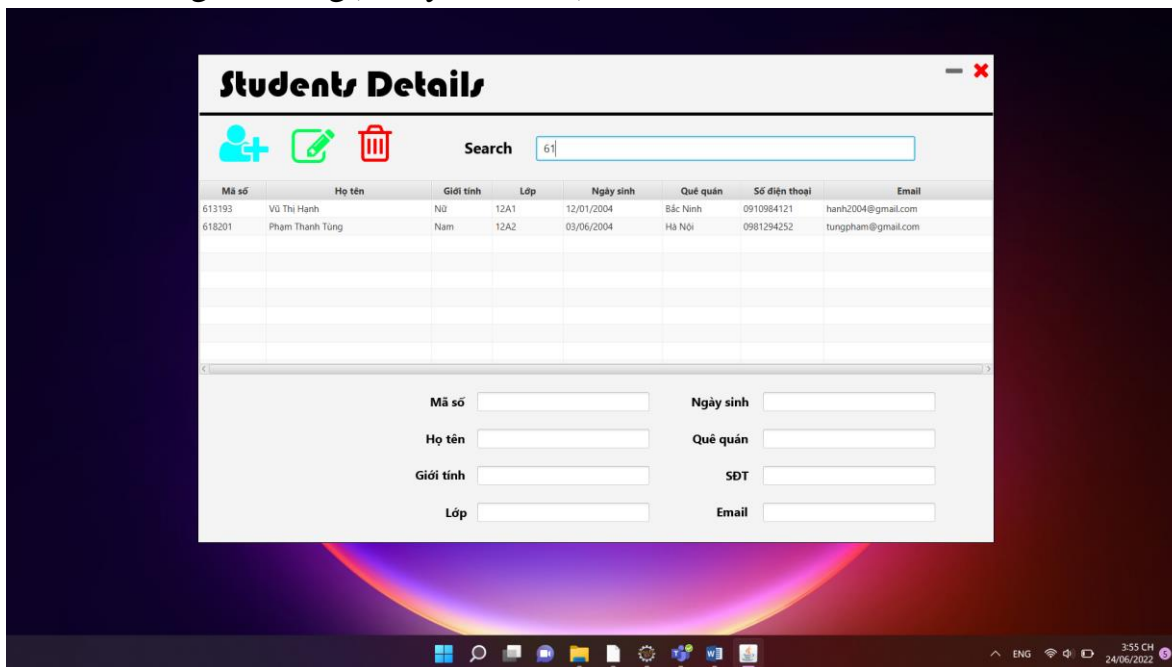 Students Details
Search 61
Mã số Họ tên Giới tính Lớp Ngày sinh Quê quán Số điện thoại Email
613193 Vũ Thị Hạnh Nữ 12A1 12/01/2004 Bắc Ninh 0910984121 hanh2004@gmail.com
618201 Phạm Thanh Tùng Nam 12A2 03/06/2004 Hà Nội 0981294252 tungpham@gmail.com
Mã số Ngày sinh
Họ tên Quê quán
Giới tính SĐT
Lớp Email
ENG 3:55 CH
24/06/2022 5